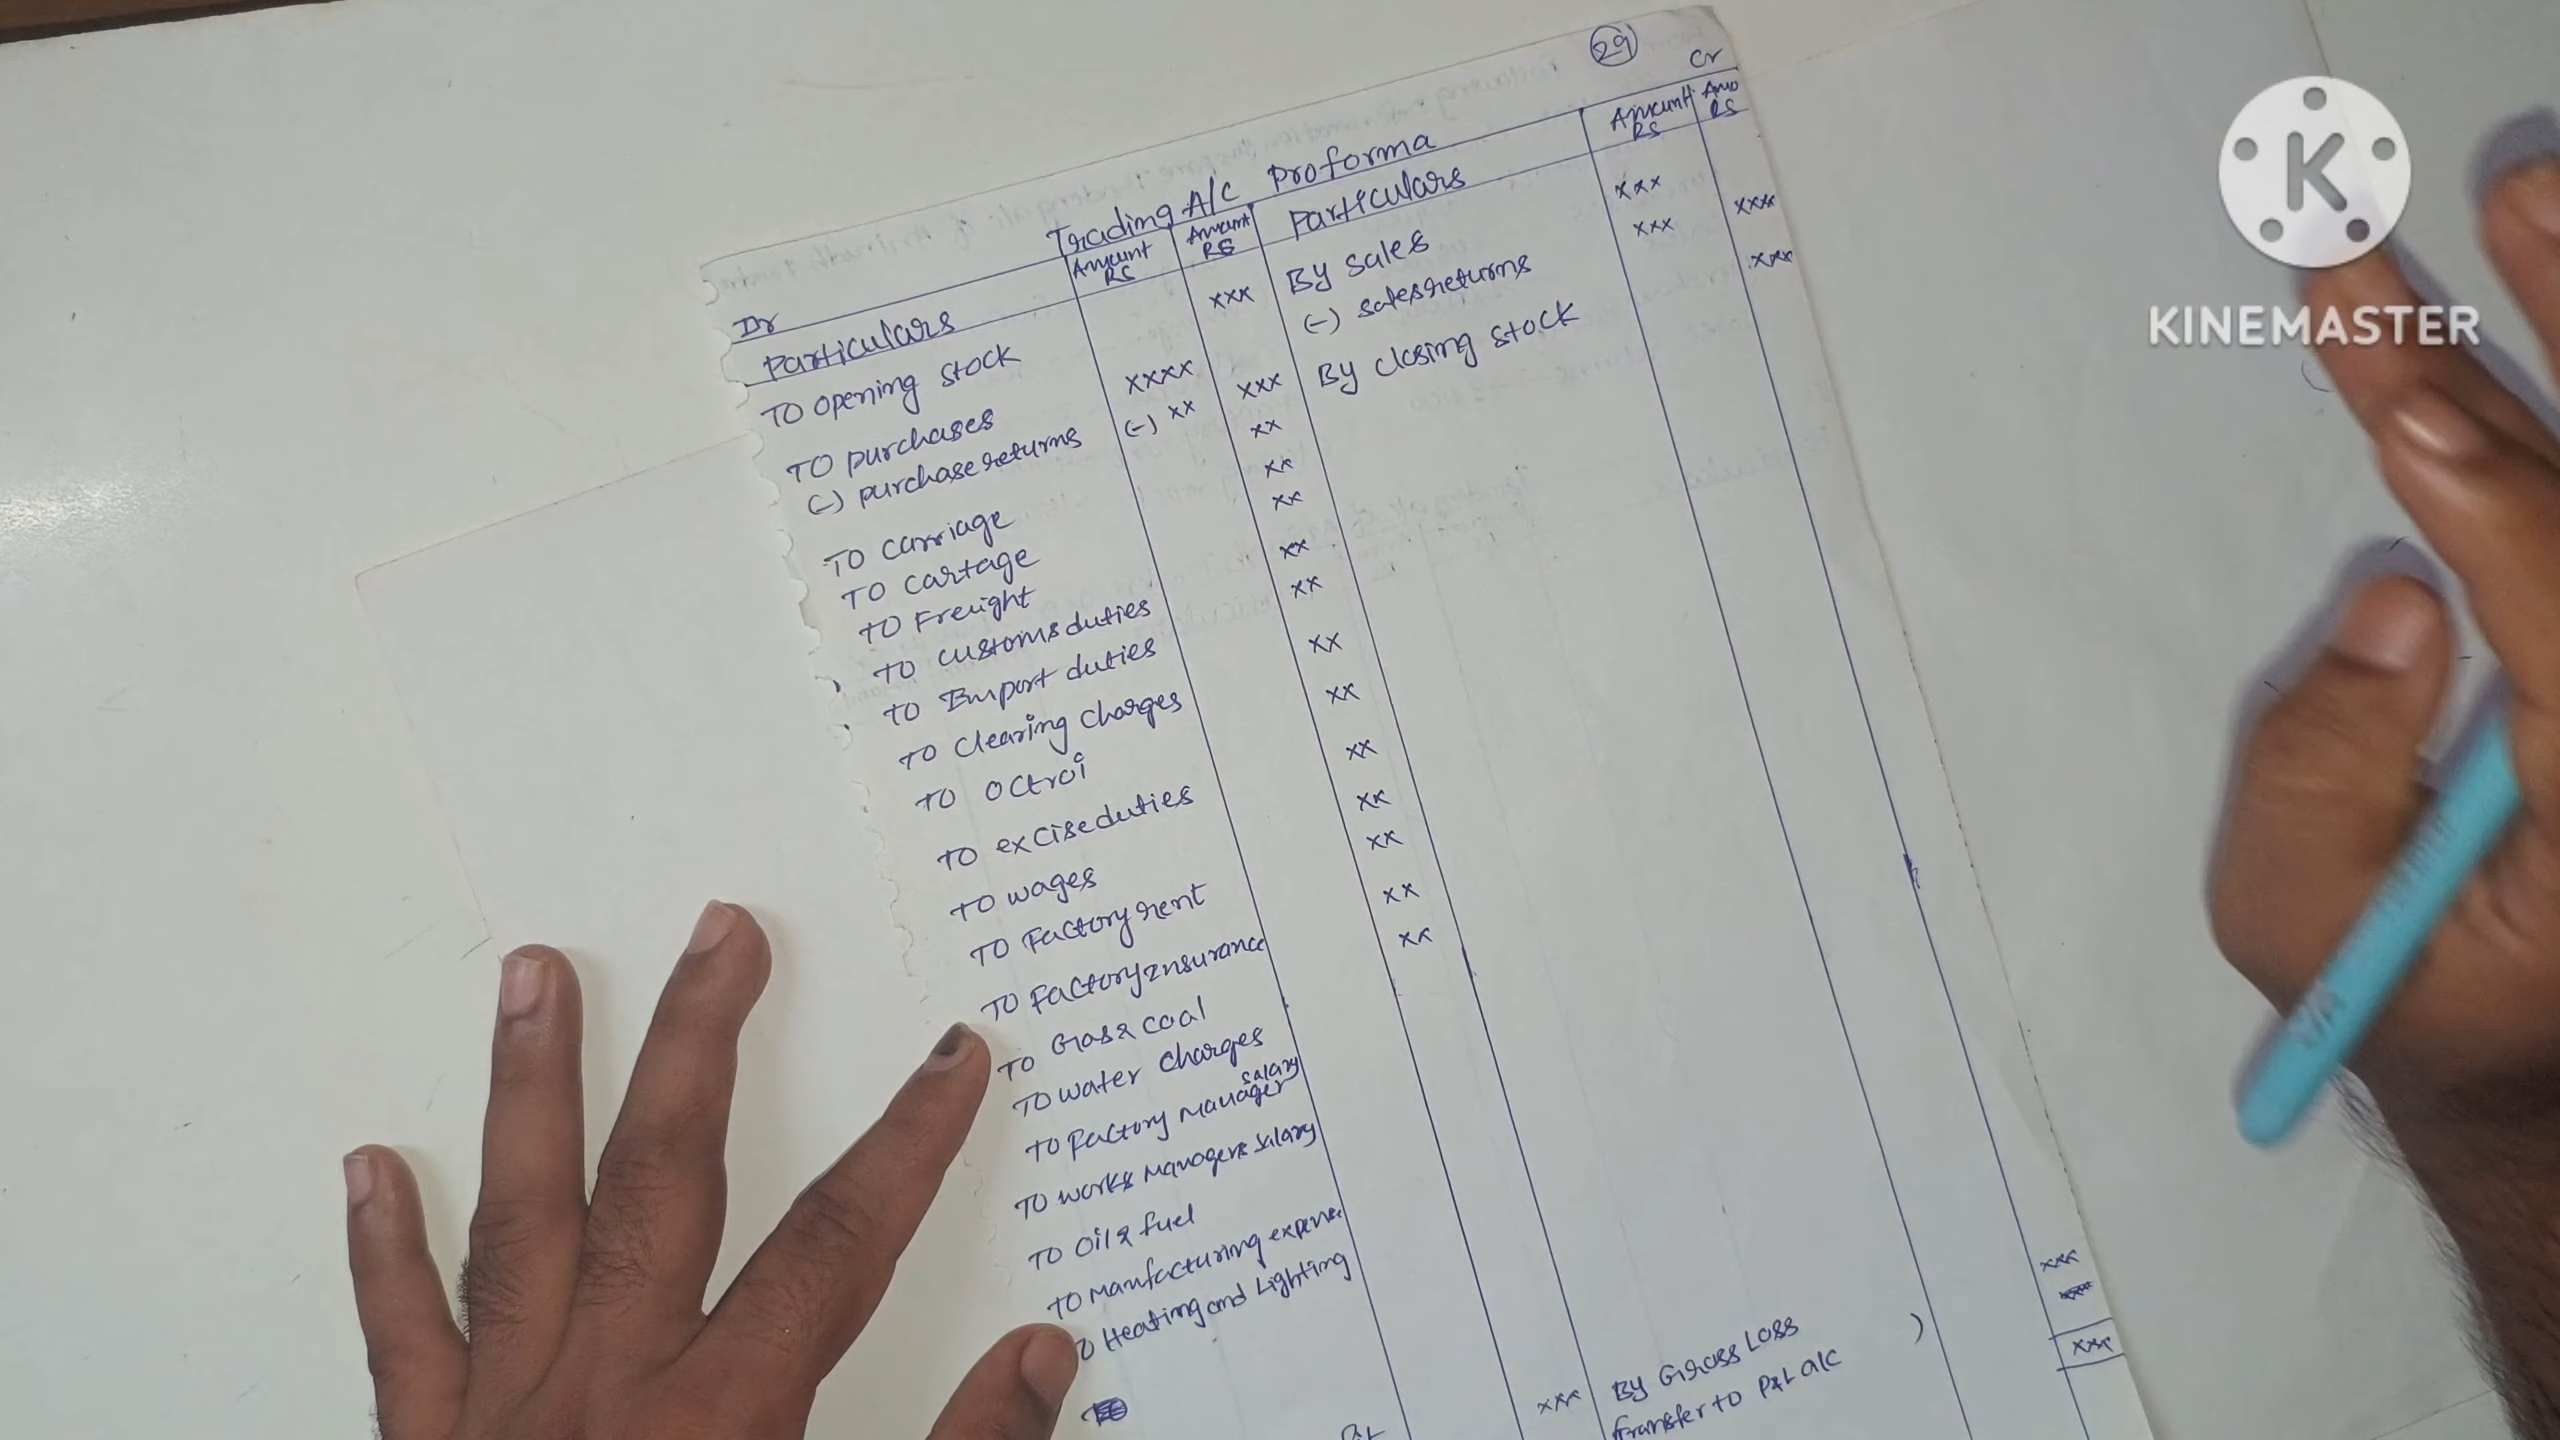 29
Trading A/C Proforma
Dr
Cr
Particulars
Amount RS
Amount RS
Particulars
Amount RS
Amo RS
TO opening stock
xxx
TO purchases
xxxx
(-) purchase returns
(-) xx
xxx
TO carriage
xx
TO cartage
xx
TO Freight
xx
TO customs duties
xx
TO Import duties
xx
TO clearing charges
xx
TO octroi
xx
TO excise duties
xx
TO wages
xx
TO Factory rent
xx
TO Factory Insurance
xx
TO Gas & coal
xx
TO water charges
TO factory manager salary
TO works managers salary
TO oil & fuel
TO manfacturing expense
TO Heating and Lighting
By sales
xxx
(-) sales returns
xxx
xxxx
By closing stock
xxx
xxx
xxx
By Gross Loss
xxx
transfer to P&L a/c
KINEMASTER